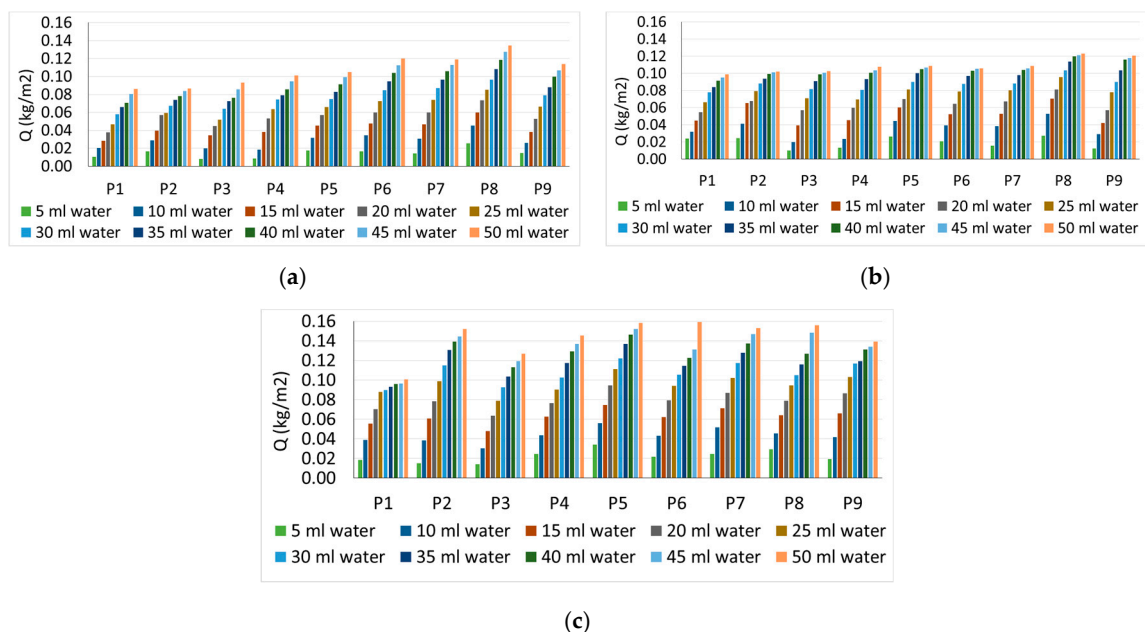 Q (kg/m2)
0.16
0.14
0.12
0.10
0.08
0.06
0.04
0.02
0.00
P1 P2 P3 P4 P5 P6 P7 P8 P9
5 ml water 10 ml water 15 ml water 20 ml water 25 ml water
30 ml water 35 ml water 40 ml water 45 ml water 50 ml water
(a)
Q (kg/m2)
0.16
0.14
0.12
0.10
0.08
0.06
0.04
0.02
0.00
P1 P2 P3 P4 P5 P6 P7 P8 P9
5 ml water 10 ml water 15 ml water 20 ml water 25 ml water
30 ml water 35 ml water 40 ml water 45 ml water 50 ml water
(b)
Q (kg/m2)
0.16
0.14
0.12
0.10
0.08
0.06
0.04
0.02
0.00
P1 P2 P3 P4 P5 P6 P7 P8 P9
5 ml water 10 ml water 15 ml water 20 ml water 25 ml water
30 ml water 35 ml water 40 ml water 45 ml water 50 ml water
(c)